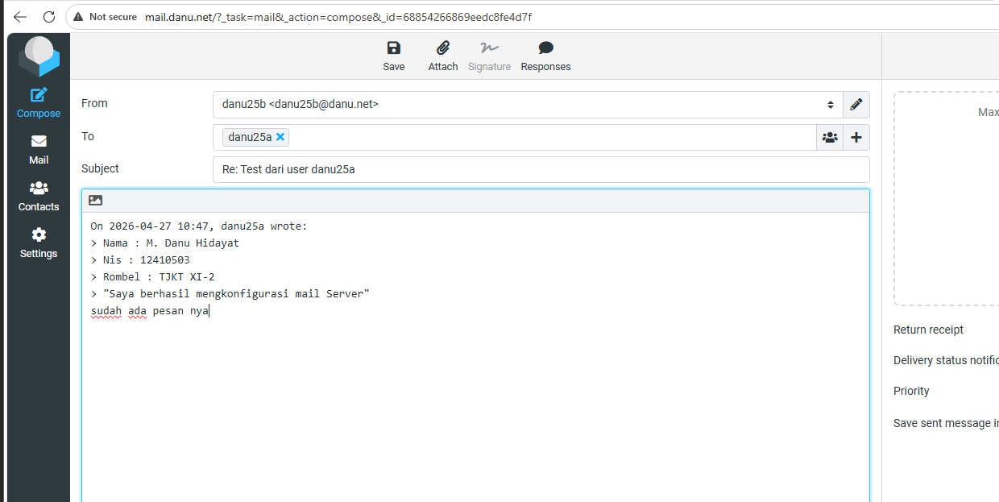 Not secure mail.danu.net/?_task=mail&_action=compose&_id=68854266869eedc8fe4d7f
Save Attach Signature Responses
Compose
Mail
Contacts
Settings
From danu25b <danu25b@danu.net>
To danu25a
Subject Re: Test dari user danu25a
On 2026-04-27 10:47, danu25a wrote:
> Nama : M. Danu Hidayat
> Nis : 12410503
> Rombel : TJKT XI-2
> "Saya berhasil mengkonfigurasi mail Server"
sudah ada pesan nya
Max
Return receipt
Delivery status notific
Priority
Save sent message in